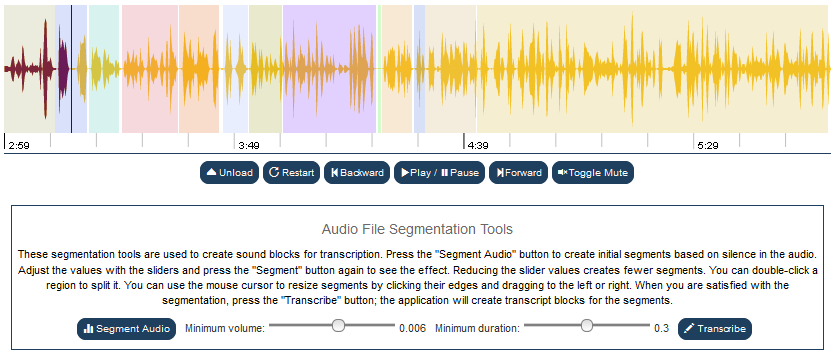 2:59 3:49 4:39 5:29
Unload Restart Backward Play / Pause Forward Toggle Mute
Audio File Segmentation Tools
These segmentation tools are used to create sound blocks for transcription. Press the "Segment Audio" button to create initial segments based on silence in the audio.
Adjust the values with the sliders and press the "Segment" button again to see the effect. Reducing the slider values creates fewer segments. You can double-click a
region to split it. You can use the mouse cursor to resize segments by clicking their edges and dragging to the left or right. When you are satisfied with the
segmentation, press the "Transcribe" button; the application will create transcript blocks for the segments.
Segment Audio Minimum volume: 0.006 Minimum duration: 0.3 Transcribe